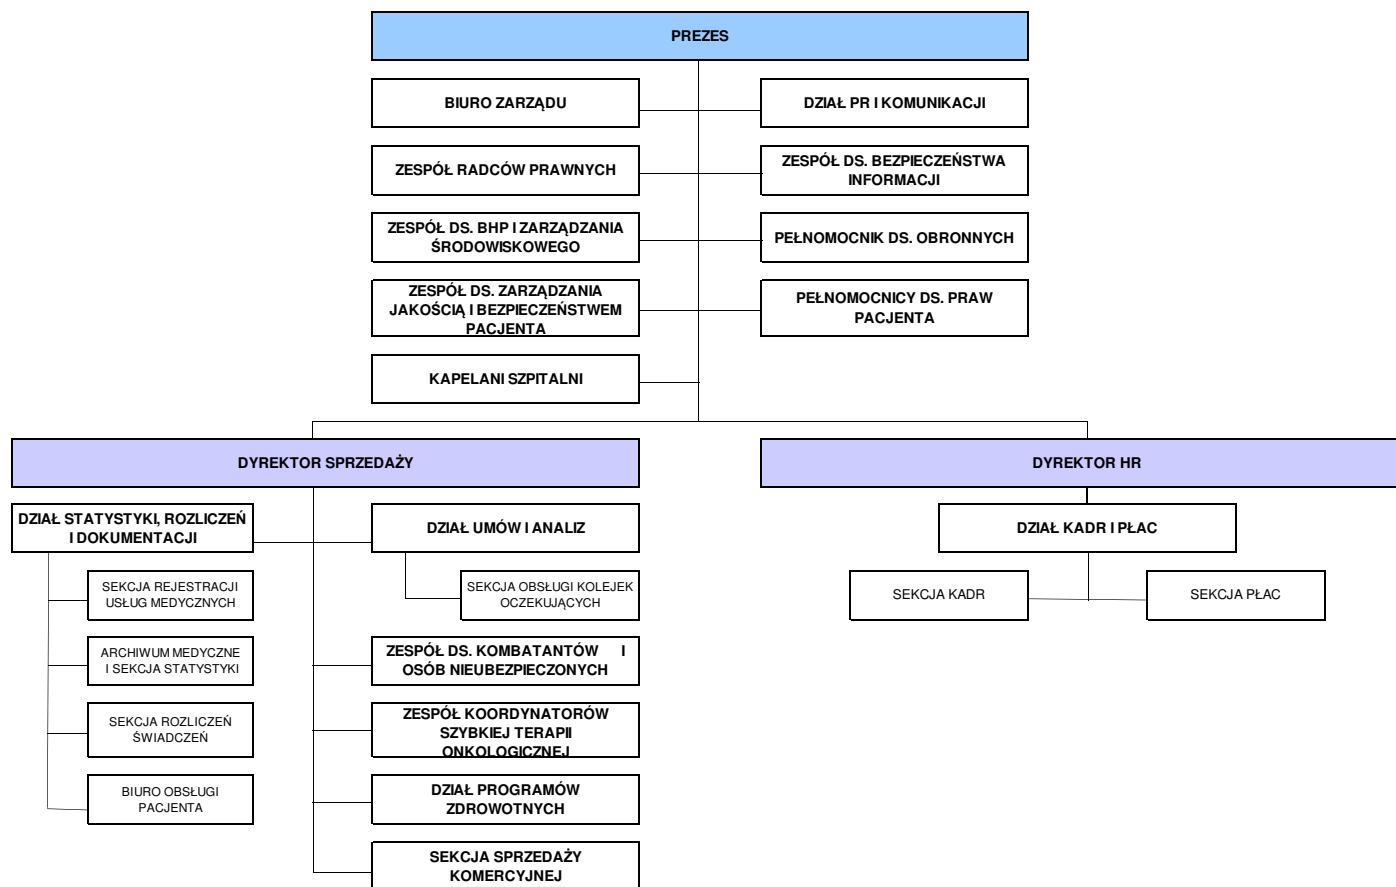 PREZES
BIURO ZARZĄDU
DZIAŁ PR I KOMUNIKACJI
ZESPÓŁ RADCÓW PRAWNYCH
ZESPÓŁ DS. BEZPIECZEŃSTWA
INFORMACJI
ZESPÓŁ DS. BHP I ZARZĄDZANIA
ŚRODOWISKOWEGO
PEŁNOMOCNIK DS. OBRONNYCH
ZESPÓŁ DS. ZARZĄDZANIA
JAKOŚCIĄ I BEZPIECZEŃSTWEM
PACJENTA
PEŁNOMOCNICY DS. PRAW
PACJENTA
KAPELANI SZPITALNI
DYREKTOR SPRZEDAŻY
DYREKTOR HR
DZIAŁ STATYSTYKI, ROZLICZEŃ
I DOKUMENTACJI
DZIAŁ UMÓW I ANALIZ
DZIAŁ KADR I PŁAC
SEKCJA REJESTRACJI
USŁUG MEDYCZNYCH
SEKCJA OBSŁUGI KOLEJEK
OCZEKUJĄCYCH
SEKCJA KADR
SEKCJA PŁAC
ARCHIWUM MEDYCZNE
I SEKCJA STATYSTYKI
ZESPÓŁ DS. KOMBATANTÓW I
OSÓB NIEUBEZPIECZONYCH
SEKCJA ROZLICZEŃ
ŚWIADCZEŃ
ZESPÓŁ KOORDYNATORÓW
SZYBKIEJ TERAPII
ONKOLOGICZNEJ
BIURO OBSŁUGI
PACJENTA
DZIAŁ PROGRAMÓW
ZDROWOTNYCH
SEKCJA SPRZEDAŻY
KOMERCYJNEJ